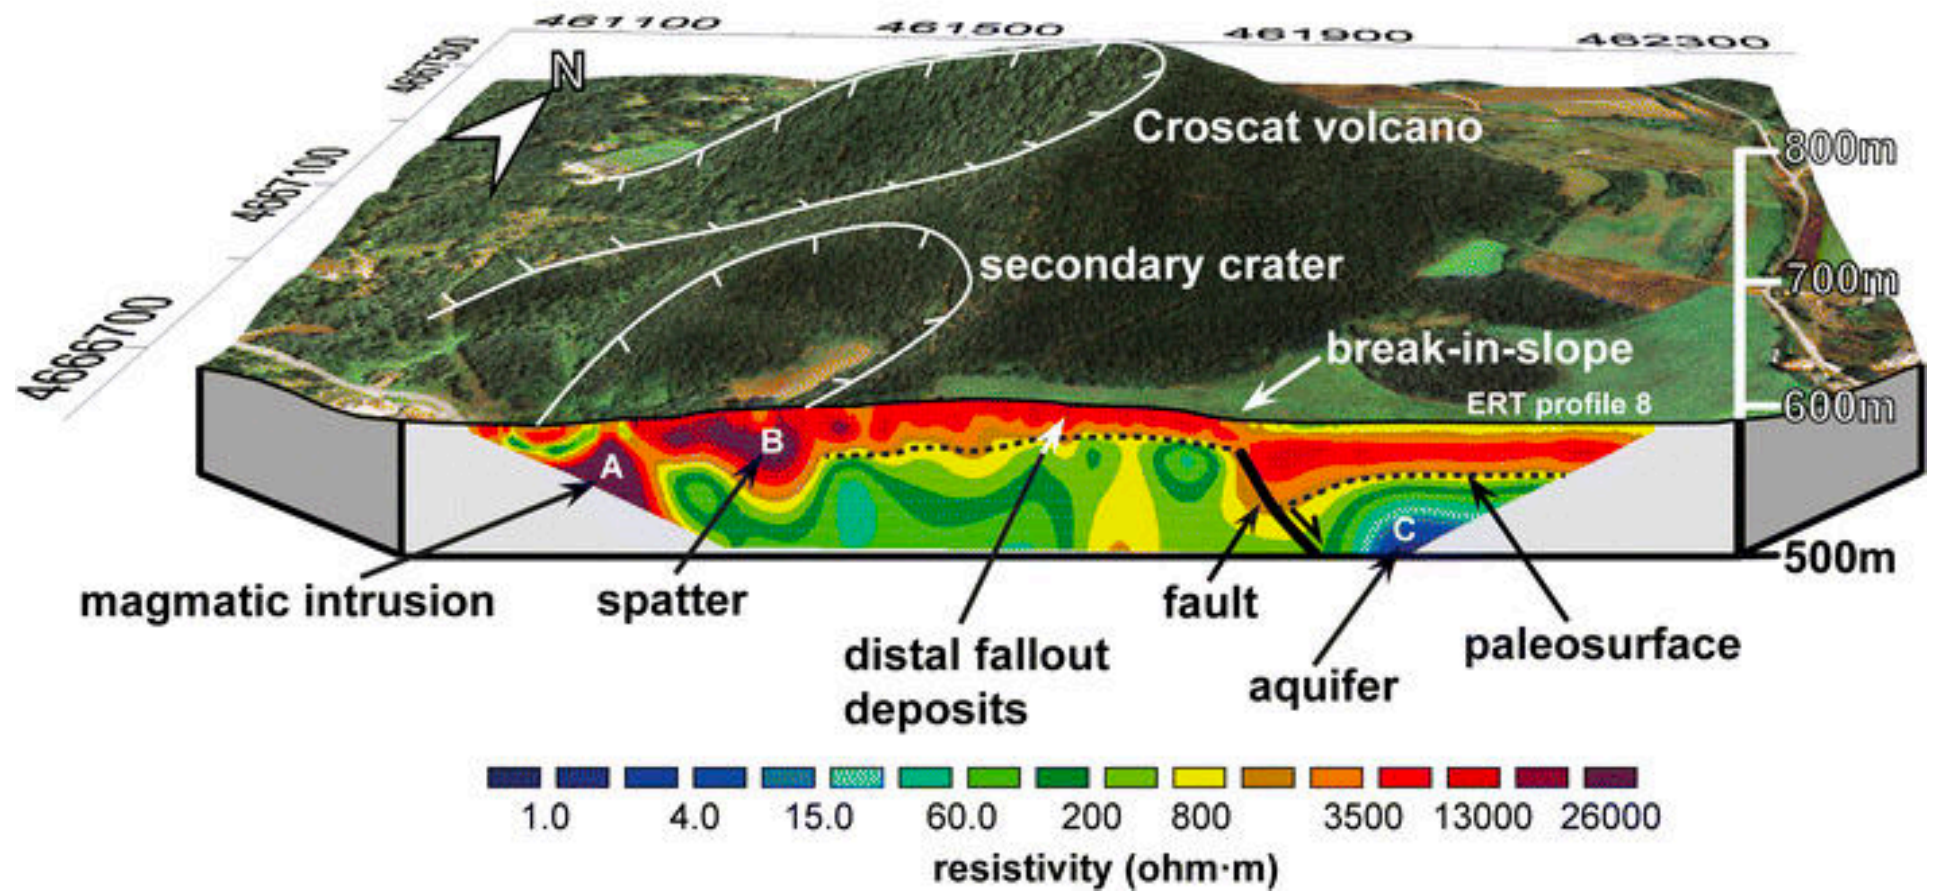 461100
461500
461900
462300
4667500
N
Croscat volcano
800m
4667100
secondary crater
700m
4666700
break-in-slope
ERT profile 8
600m
B
A
C
500m
magmatic intrusion
spatter
fault
distal fallout
deposits
paleosurface
aquifer
1.0 4.0 15.0 60.0 200 800 3500 13000 26000
resistivity (ohm·m)